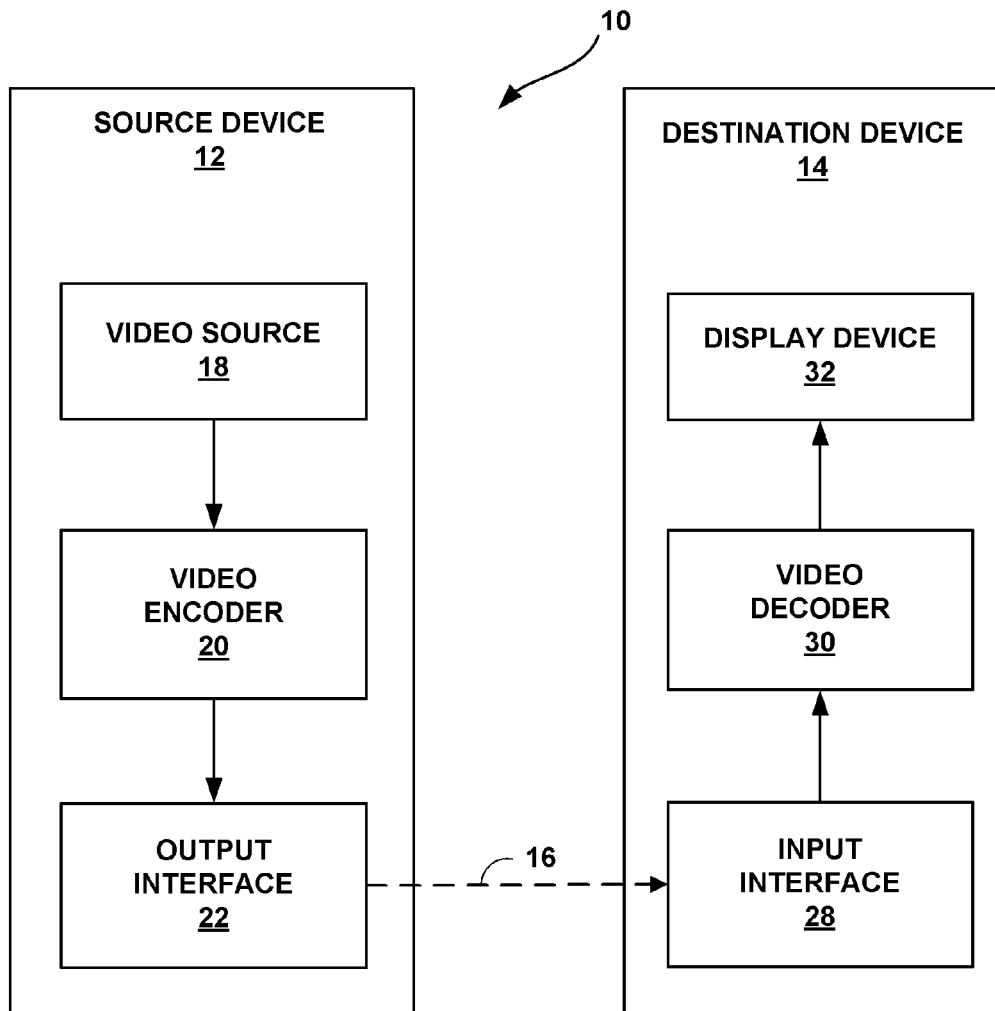 10
SOURCE DEVICE
12
VIDEO SOURCE
18
VIDEO
ENCODER
20
OUTPUT
INTERFACE
22
16
DESTINATION DEVICE
14
DISPLAY DEVICE
32
VIDEO
DECODER
30
INPUT
INTERFACE
28